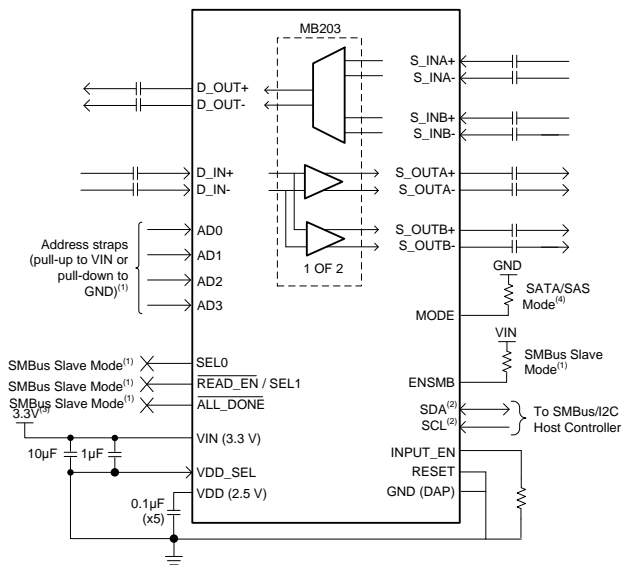 MB203
D_OUT+
D_OUT-
S_INA+
S_INA-
S_INB+
S_INB-
D_IN+
D_IN-
S_OUTA+
S_OUTA-
S_OUTB+
S_OUTB-
1 OF 2
Address straps
(pull-up to VIN or
pull-down to
GND)(1)
AD0
AD1
AD2
AD3
GND
SATA/SAS
Mode(4)
MODE
VIN
SMBus Slave
Mode(1)
ENSMB
SMBus Slave Mode(1)
SEL0
SMBus Slave Mode(1)
READ_EN / SEL1
SMBus Slave Mode(1)
ALL_DONE
SDA(2)
SCL(2)
To SMBus/I2C
Host Controller
3.3V(3)
VIN (3.3 V)
10µF
1µF
VDD_SEL
VDD (2.5 V)
0.1µF
(x5)
INPUT_EN
RESET
GND (DAP)